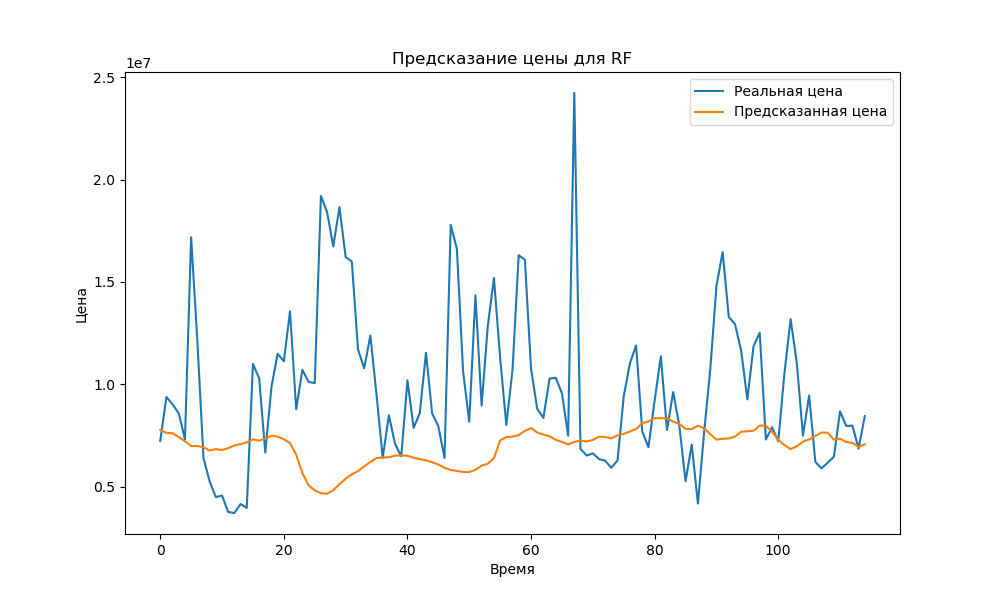 Предсказание цены для RF
1e7
2.5
2.0
1.5
1.0
0.5
Цена
0 20 40 60 80 100
Время
Реальная цена
Предсказанная цена